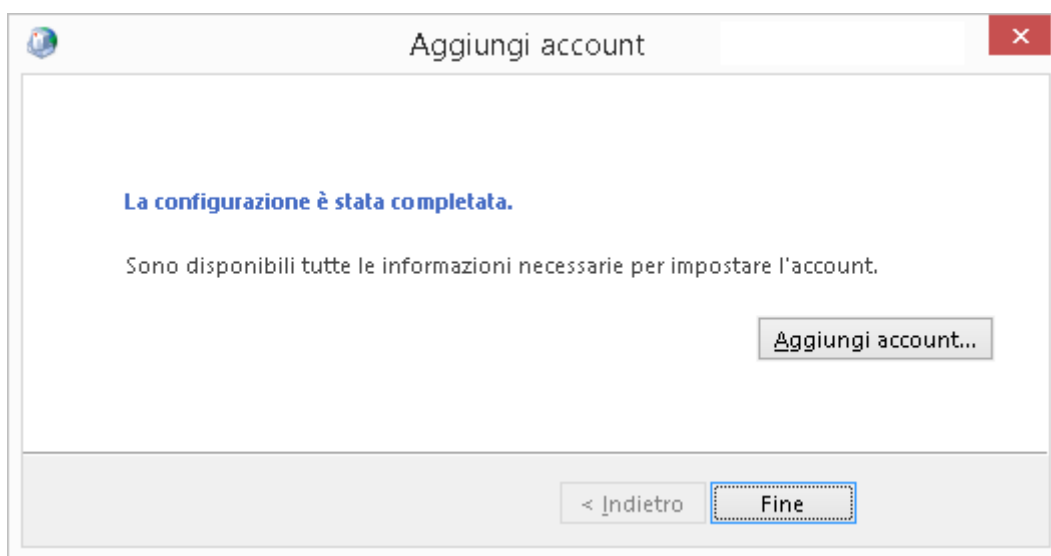 Aggiungi account
La configurazione è stata completata.
Sono disponibili tutte le informazioni necessarie per impostare l'account.
Aggiungi account...
< Indietro
Fine